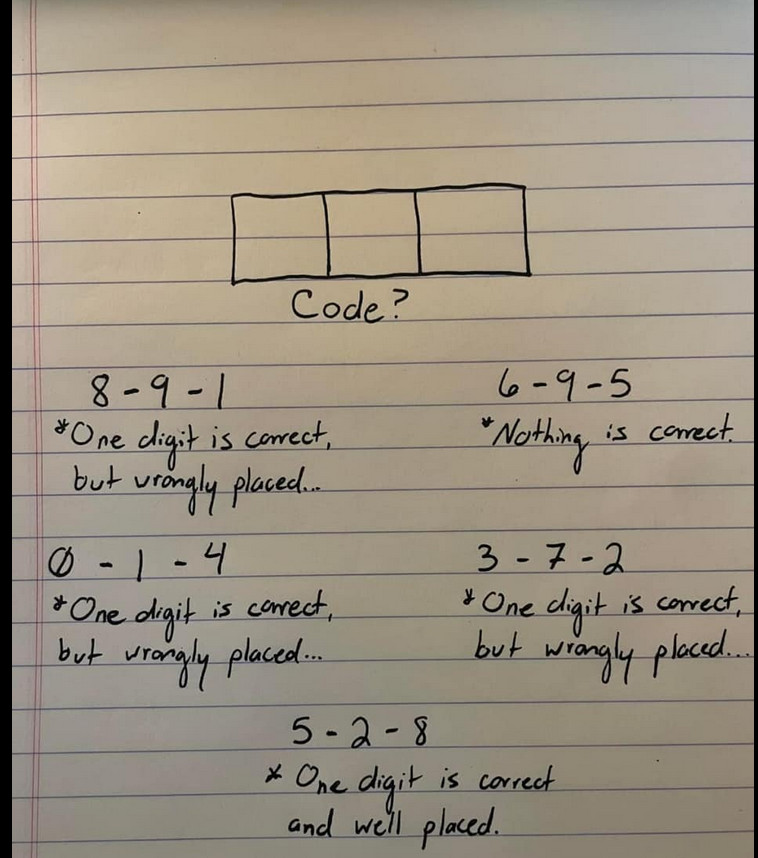 Code?
8-9-1
*One digit is correct,
but wrongly placed...
6-9-5
*Nothing is correct.
0 - 1 - 4
*One digit is correct,
but wrongly placed...
3 - 7 - 2
*One digit is correct,
but wrongly placed...
5 - 2 - 8
* One digit is correct
and well placed.